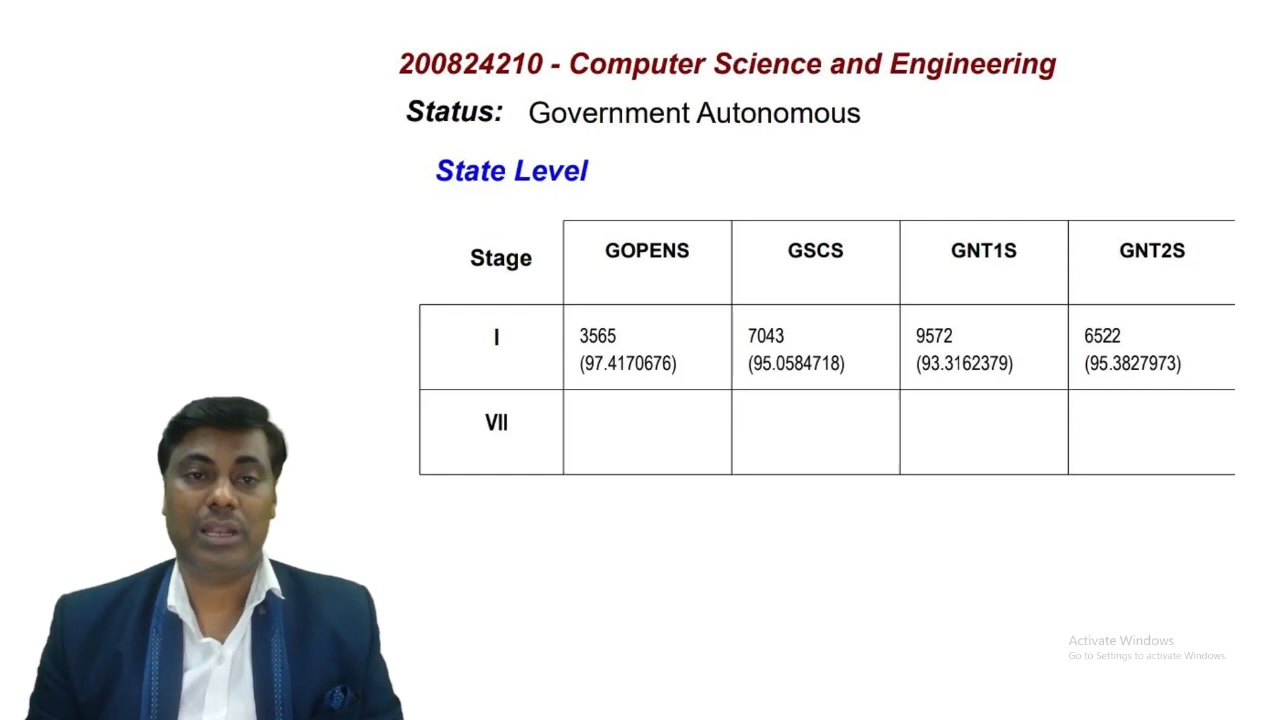 200824210 - Computer Science and Engineering
Status: Government Autonomous
State Level
Stage GOPENS GSCS GNT1S GNT2S
I 3565 7043 9572 6522
(97.4170676) (95.0584718) (93.3162379) (95.3827973)
VII
Activate Windows
Go to Settings to activate Windows.